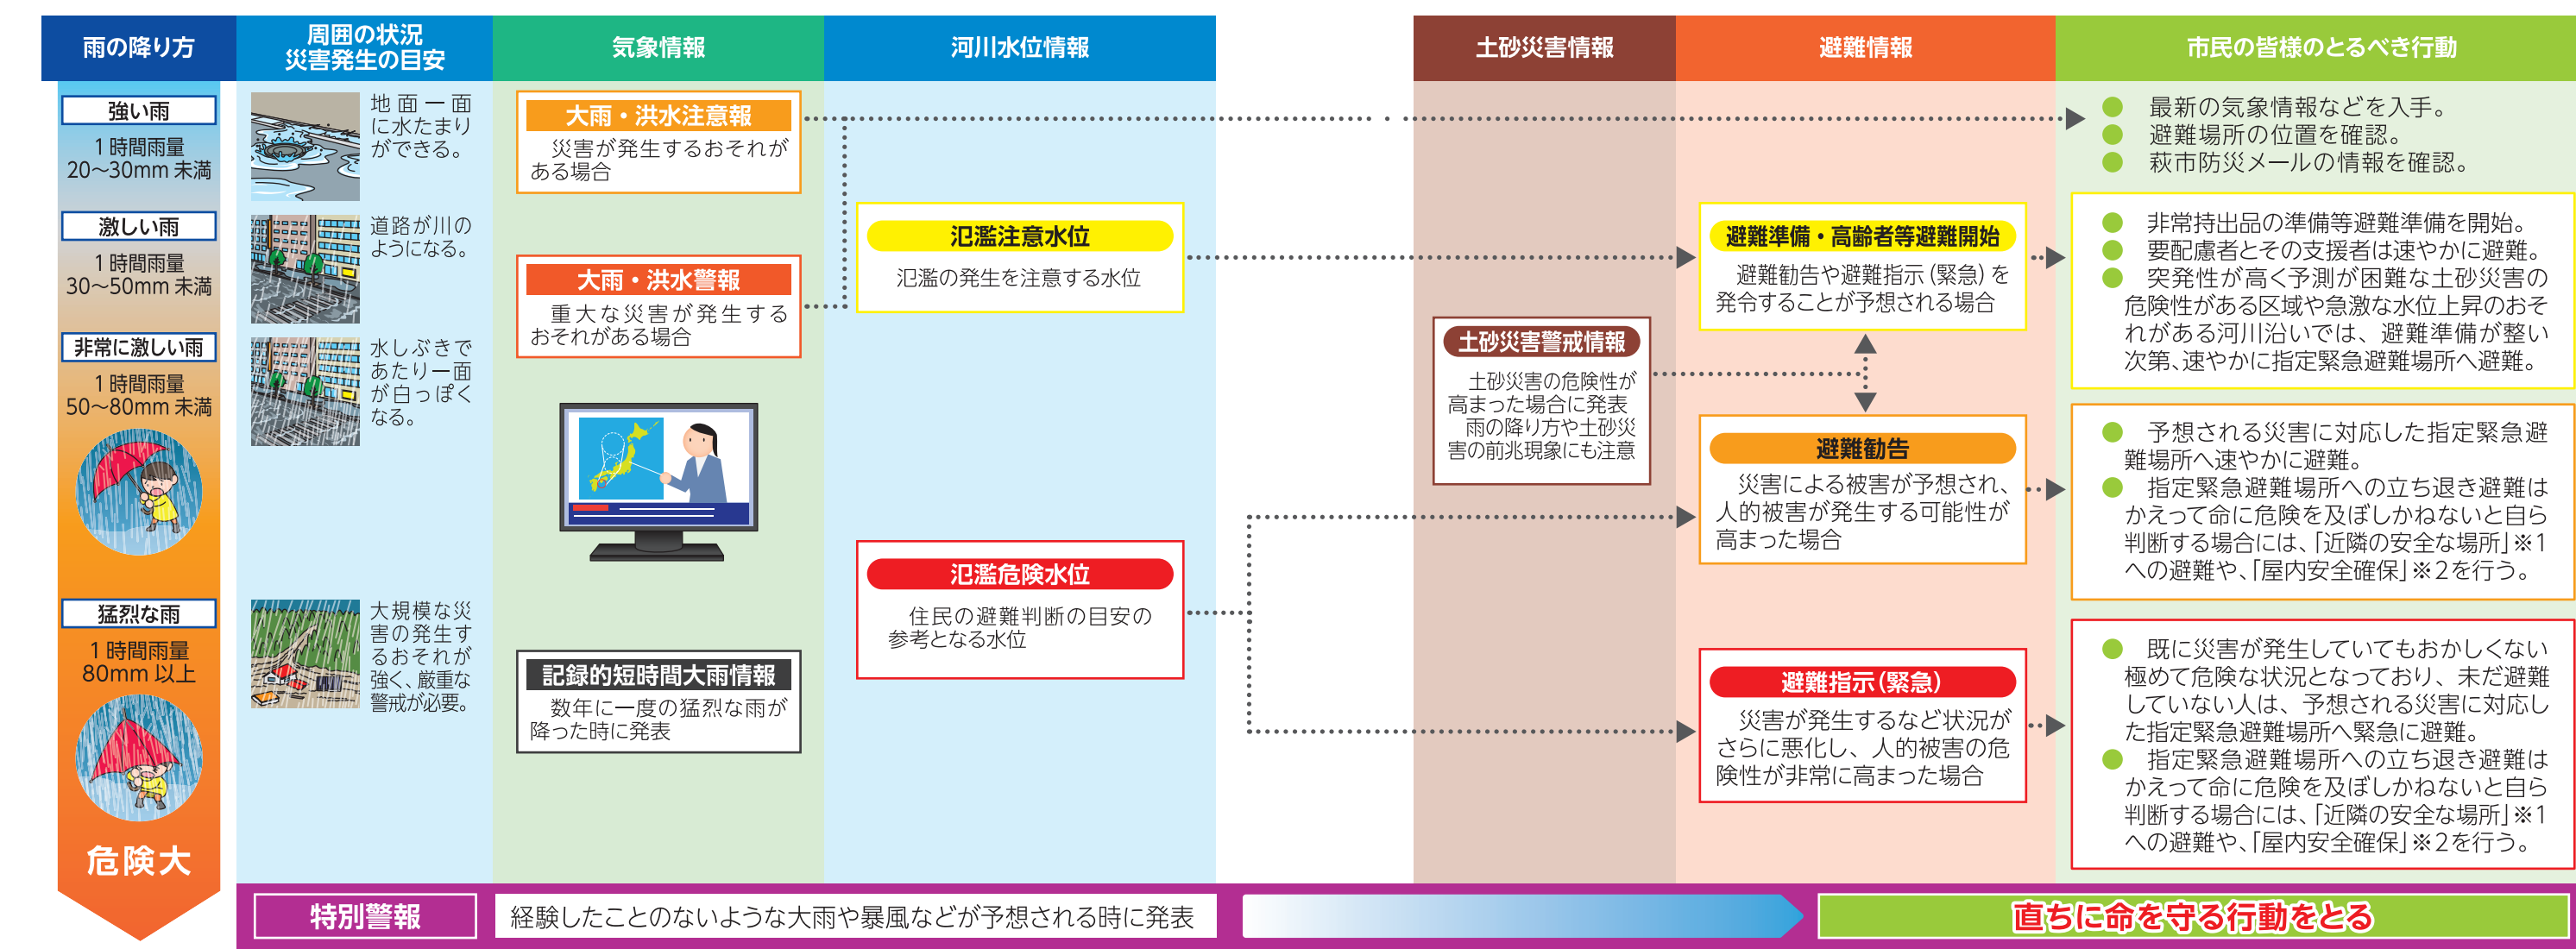 雨の降り方
周囲の状況
災害発生の目安
気象情報
河川水位情報
土砂災害情報
避難情報
市民の皆様のとるべき行動
強い雨
1時間雨量
20～30mm 未満
激しい雨
1時間雨量
30～50mm 未満
非常に激しい雨
1時間雨量
50～80mm 未満
猛烈な雨
1時間雨量
80mm 以上
危険大
地面一面
に水たまり
ができる。
道路が川の
ようになる。
水しぶきで
あたり一面
が白っぽく
なる。
大規模な災
害の発生す
るおそれが
強く、厳重な
警戒が必要。
大雨・洪水注意報
災害が発生するおそれが
ある場合
大雨・洪水警報
重大な災害が発生する
おそれがある場合
記録的短時間大雨情報
数年に一度の猛烈な雨が
降った時に発表
氾濫注意水位
氾濫の発生を注意する水位
氾濫危険水位
住民の避難判断の目安の
参考となる水位
土砂災害警戒情報
土砂災害の危険性が
高まった場合に発表
雨の降り方や土砂災
害の前兆現象にも注意
避難準備・高齢者等避難開始
避難勧告や避難指示（緊急）を
発令することが予想される場合
避難勧告
災害による被害が予想され、
人的被害が発生する可能性が
高まった場合
避難指示（緊急）
災害が発生するなど状況が
さらに悪化し、人的被害の危
険性が非常に高まった場合
● 最新の気象情報などを入手。
● 避難場所の位置を確認。
● 萩市防災メールの情報を確認。
● 非常持出品の準備等避難準備を開始。
● 要配慮者とその支援者は速やかに避難。
● 突発性が高く予測が困難な土砂災害の
危険性がある区域や急激な水位上昇のおそ
れがある河川沿いでは、避難準備が整い
次第、速やかに指定緊急避難場所へ避難。
● 予想される災害に対応した指定緊急避
難場所へ速やかに避難。
● 指定緊急避難場所への立ち退き避難は
かえって命に危険を及ぼしかねないと自ら
判断する場合には、「近隣の安全な場所」※1
への避難や、「屋内安全確保」※2を行う。
● 既に災害が発生していてもおかしくない
極めて危険な状況となっており、未だ避難
していない人は、予想される災害に対応し
た指定緊急避難場所へ緊急に避難。
● 指定緊急避難場所への立ち退き避難は
かえって命に危険を及ぼしかねないと自ら
判断する場合には、「近隣の安全な場所」※1
への避難や、「屋内安全確保」※2を行う。
特別警報
経験したことのないような大雨や暴風などが予想される時に発表
直ちに命を守る行動をとる